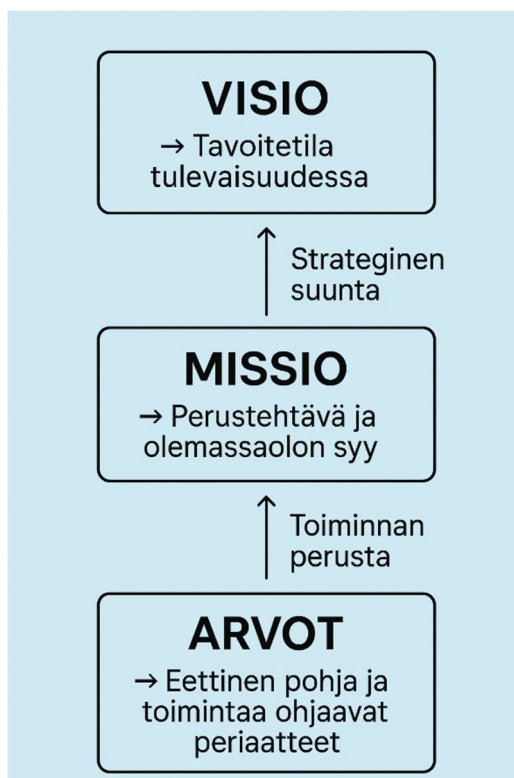 VISIO
→ Tavoitetila
tulevaisuudessa
Strateginen
suunta
MISSIO
→ Perustehtävä ja
olemassaolon syy
Toiminnan
perusta
ARVOT
→ Eettinen pohja ja
toimintaa ohjaavat
periaatteet